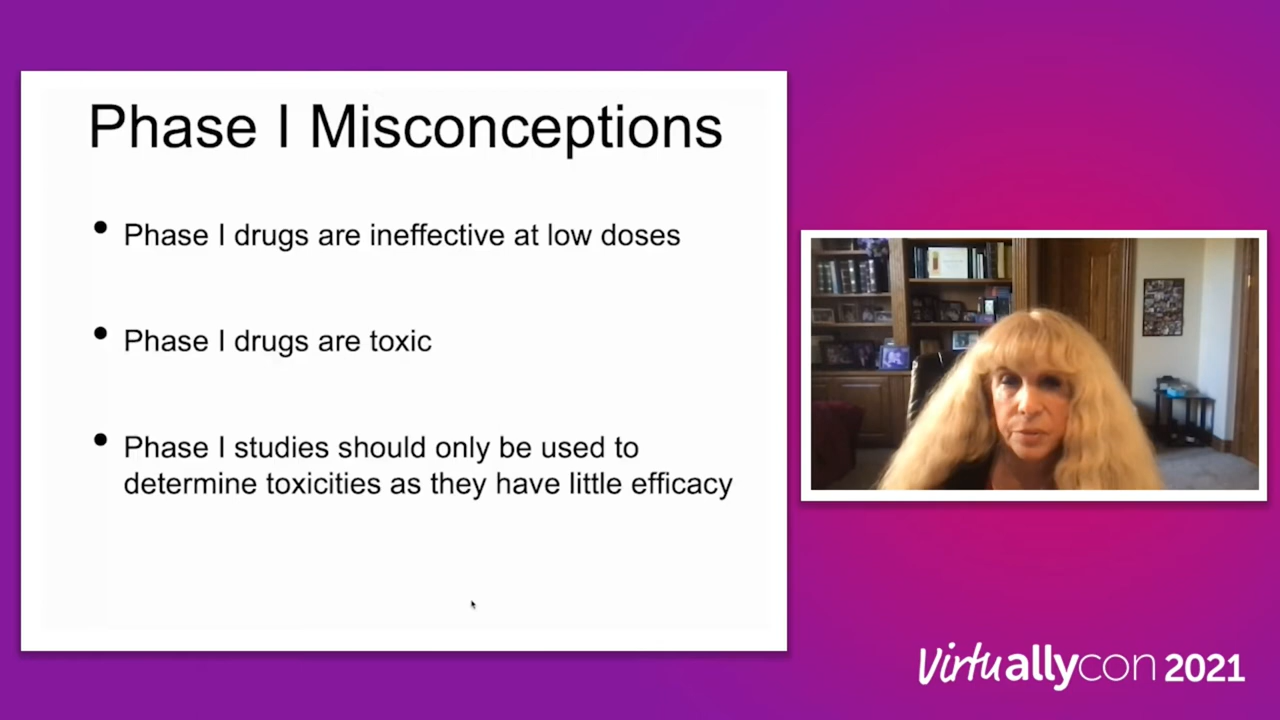 Phase I Misconceptions
• Phase I drugs are ineffective at low doses
• Phase I drugs are toxic
• Phase I studies should only be used to
determine toxicities as they have little efficacy
Virtuallycon 2021